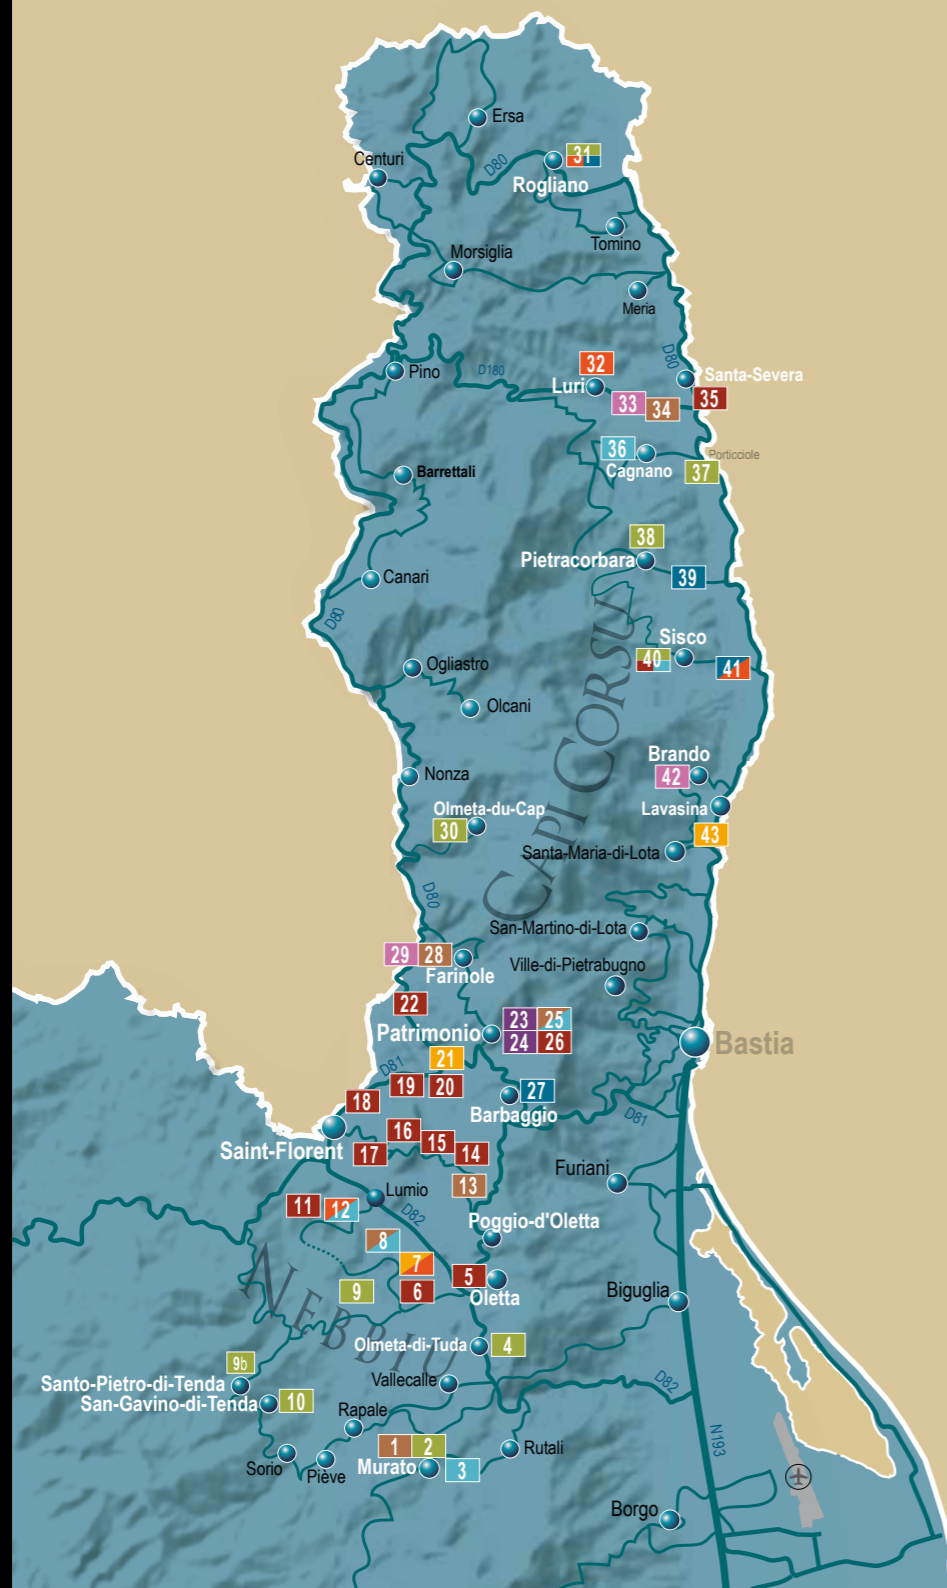 Ersa
Centuri
D80
31
Rogliano
Tomino
Morsiglia
Meria
D80
Pino
D180
32
Luri
Santa-Severa
33
34
35
36
Cagnano
Porticciole
37
Barrettali
38
Pietracorbara
39
Canari
D80
Sisco
40
41
Ogliastro
Olcani
CAPI CORSU
Brando
42
Nonza
Lavasina
Olmeta-du-Cap
30
43
Santa-Maria-di-Lota
D80
San-Martino-di-Lota
29
28
Farinole
Ville-di-Pietrabugno
22
23
25
Patrimonio
24
26
Bastia
21
D81
19
20
27
18
Barbaggio
D81
16
15
14
Saint-Florent
17
Furiani
13
Lumio
11
12
D82
Poggio-d'Oletta
8
7
5
Oletta
9
6
Biguglia
NEBBIU
Olmeta-di-Tuda
4
9b
Santo-Pietro-di-Tenda
Vallecalle
D82
San-Gavino-di-Tenda
10
Rapale
1
2
N193
Rutali
Sorio
Piève
Murato
3
Borgo